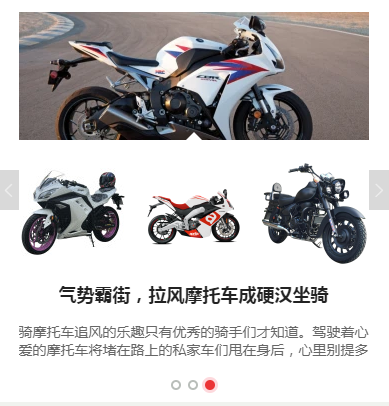 气势霸街，拉风摩托车成硬汉坐骑
骑摩托车追风的乐趣只有优秀的骑手们才知道。驾驶着心
爱的摩托车将堵在路上的私家车们甩在身后，心里别提多